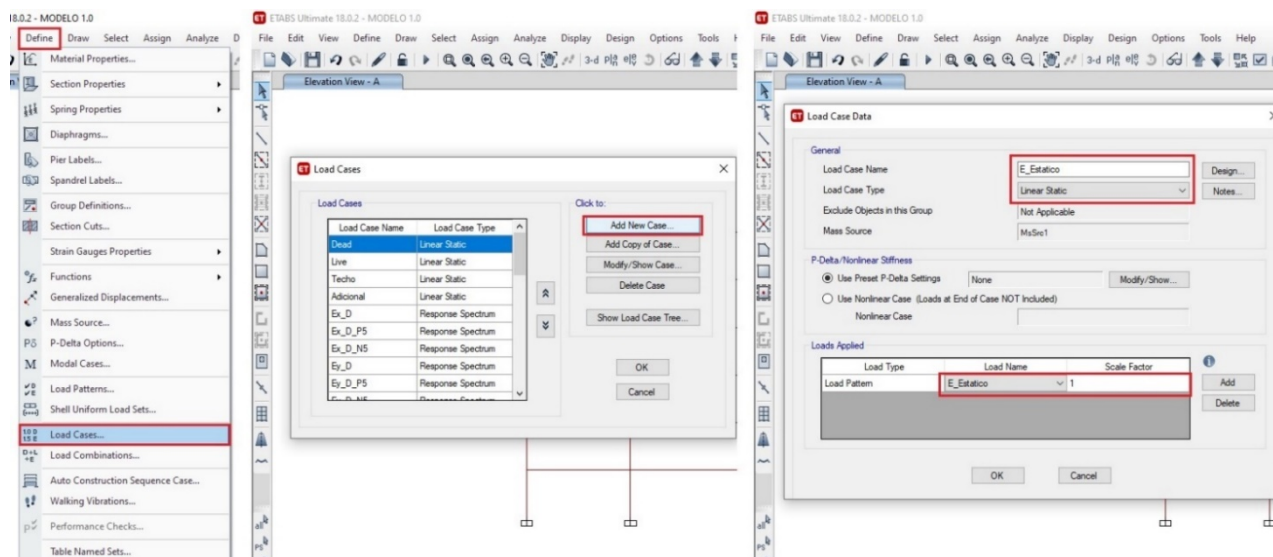 18.0.2 - MODELO 1.0
Define Draw Select Assign Analyze D
Material Properties...
Section Properties
Spring Properties
Diaphragms...
Pier Labels...
Spandrel Labels...
Group Definitions...
Section Cuts...
Strain Gauges Properties
Functions
Generalized Displacements...
Mass Source...
P-Delta Options...
Modal Cases...
Load Patterns...
Shell Uniform Load Sets...
Load Cases...
Load Combinations...
Auto Construction Sequence Case...
Walking Vibrations...
Performance Checks...
Table Named Sets...
ET ETABS Ultimate 18.0.2 - MODELO 1.0
File Edit View Define Draw Select Assign Analyze Display Design Options Tools H
3-d
Elevation View - A
ET Load Cases
Load Cases
Click to:
Load Case Name Load Case Type
Dead Linear Static
Live Linear Static
Techo Linear Static
Adicional Linear Static
Ex_D Response Spectrum
Ex_D_P5 Response Spectrum
Ex_D_N5 Response Spectrum
Ey_D Response Spectrum
Ey_D_P5 Response Spectrum
Add New Case...
Add Copy of Case...
Modify/Show Case...
Delete Case
Show Load Case Tree...
OK
Cancel
all
ps
ET ETABS Ultimate 18.0.2 - MODELO 1.0
File Edit View Define Draw Select Assign Analyze Display Design Options Tools Help
3-d
Elevation View - A
ET Load Case Data
General
Load Case Name E_Estatico Design...
Load Case Type Linear Static Notes...
Exclude Objects in this Group Not Applicable
Mass Source MsSrc1
P-Delta/Nonlinear Stiffness
Use Preset P-Delta Settings None Modify/Show...
Use Nonlinear Case (Loads at End of Case NOT Included)
Nonlinear Case
Loads Applied
Load Type Load Name Scale Factor
Load Pattern E_Estatico 1
Add
Delete
OK Cancel
all
ps